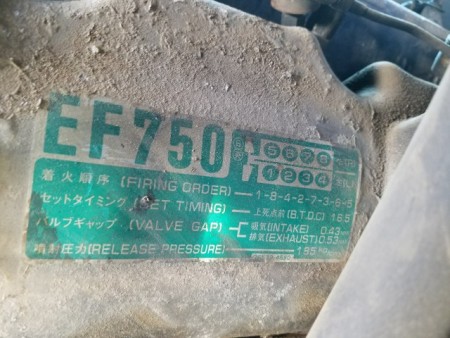 EF750
⑤⑥⑦⑧
①②③④
着火順序 (FIRING ORDER) 1-8-4-2-7-3-6-5
セットタイミング (SET TIMING) 上死点前 (B.T.D.C) 16.5
バルブギャップ (VALVE GAP) 吸気 (INTAKE) 0.43
排気 (EXHAUST) 0.53
噴射圧力 (RELEASE PRESSURE) 195